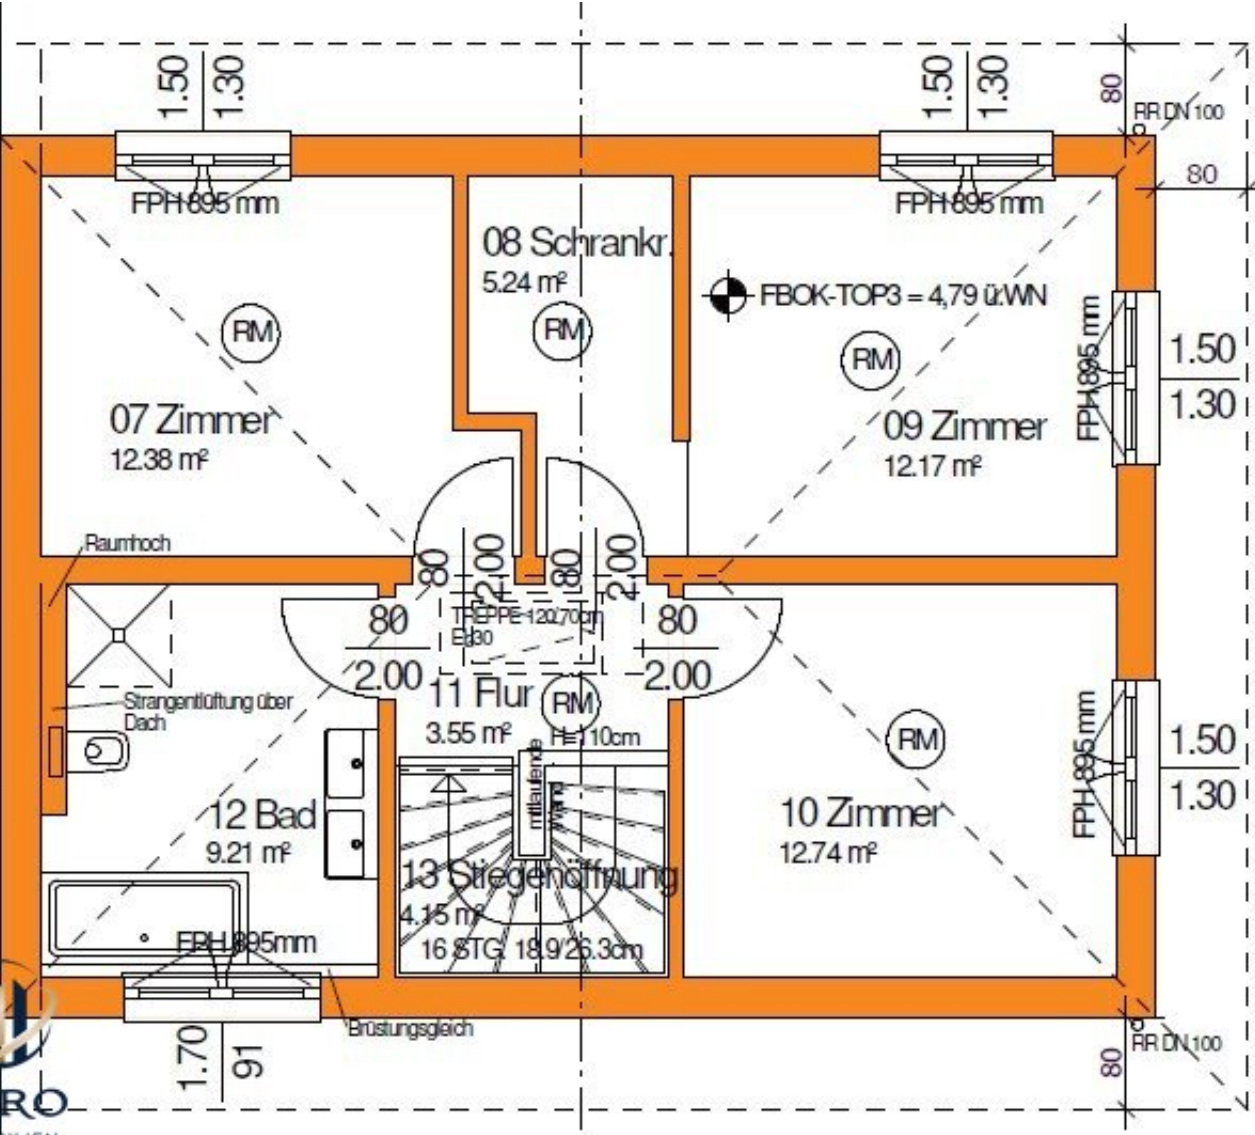 1.50
1.30
1.50
1.30
80
RR DN 100
80
FPH 895 mm
FPH 895 mm
08 Schrankr.
5.24 m²
FBOK-TOP3 = 4,79 ü.WN
RM
RM
RM
FPH 895 mm
1.50
1.30
07 Zimmer
12.38 m²
09 Zimmer
12.17 m²
Raumhoch
80
2.00
80
2.00
80
2.00
TREPPE 120/70cm
EI230
80
2.00
Strangentlüftung über
Dach
11 Flur
3.55 m²
RM
H=110cm
RM
FPH 895 mm
1.50
1.30
mitlaufende
Wang
12 Bad
9.21 m²
10 Zimmer
12.74 m²
13 Stiegenöffnung
4.15 m²
16 STG. 18.9/26.3cm
FPH 895mm
Brüstungsgleich
1.70
91
RR DN 100
80
RO